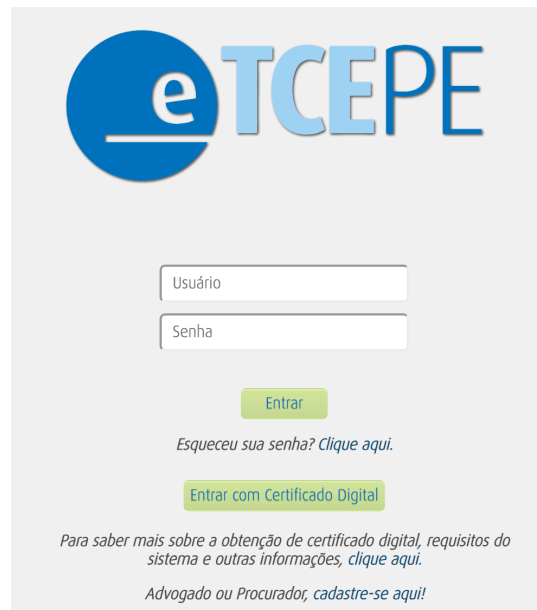 eTCEPE
Usuário
Senha
Entrar
Esqueceu sua senha? Clique aqui.
Entrar com Certificado Digital
Para saber mais sobre a obtenção de certificado digital, requisitos do
sistema e outras informações, clique aqui.
Advogado ou Procurador, cadastre-se aqui!